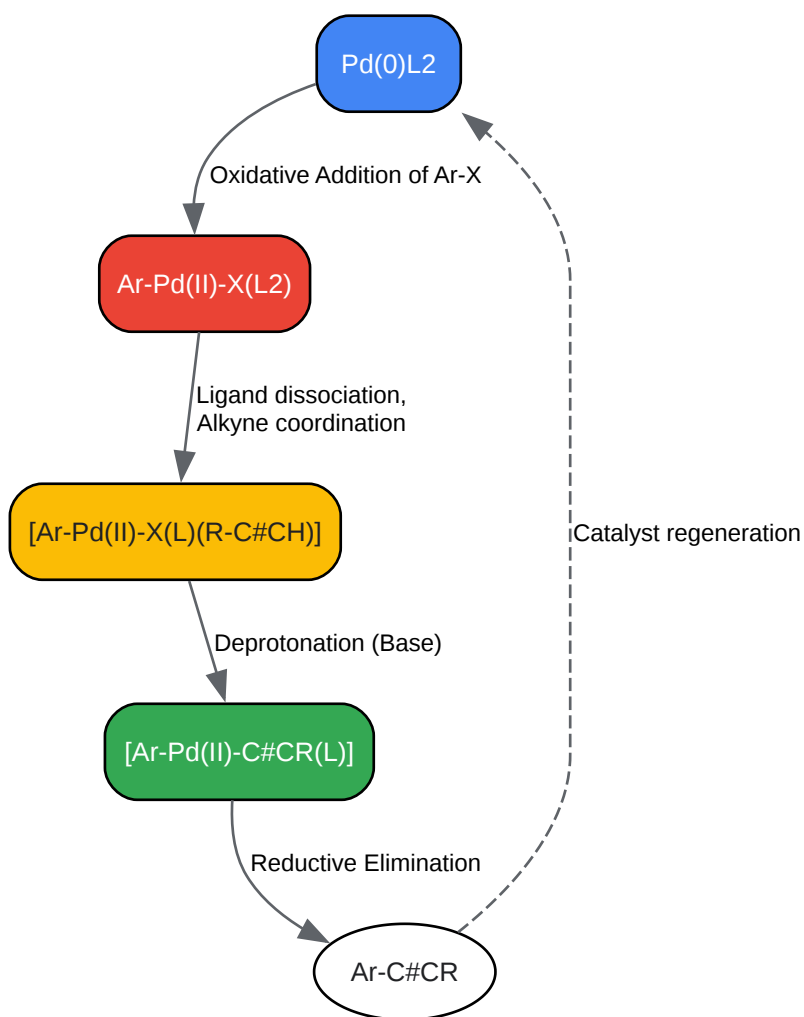 Pd(0)L2
Oxidative Addition of Ar-X
Ar-Pd(II)-X(L2)
Ligand dissociation,
Alkyne coordination
[Ar-Pd(II)-X(L)(R-C#CH)]
Catalyst regeneration
Deprotonation (Base)
[Ar-Pd(II)-C#CR(L)]
Reductive Elimination
Ar-C#CR